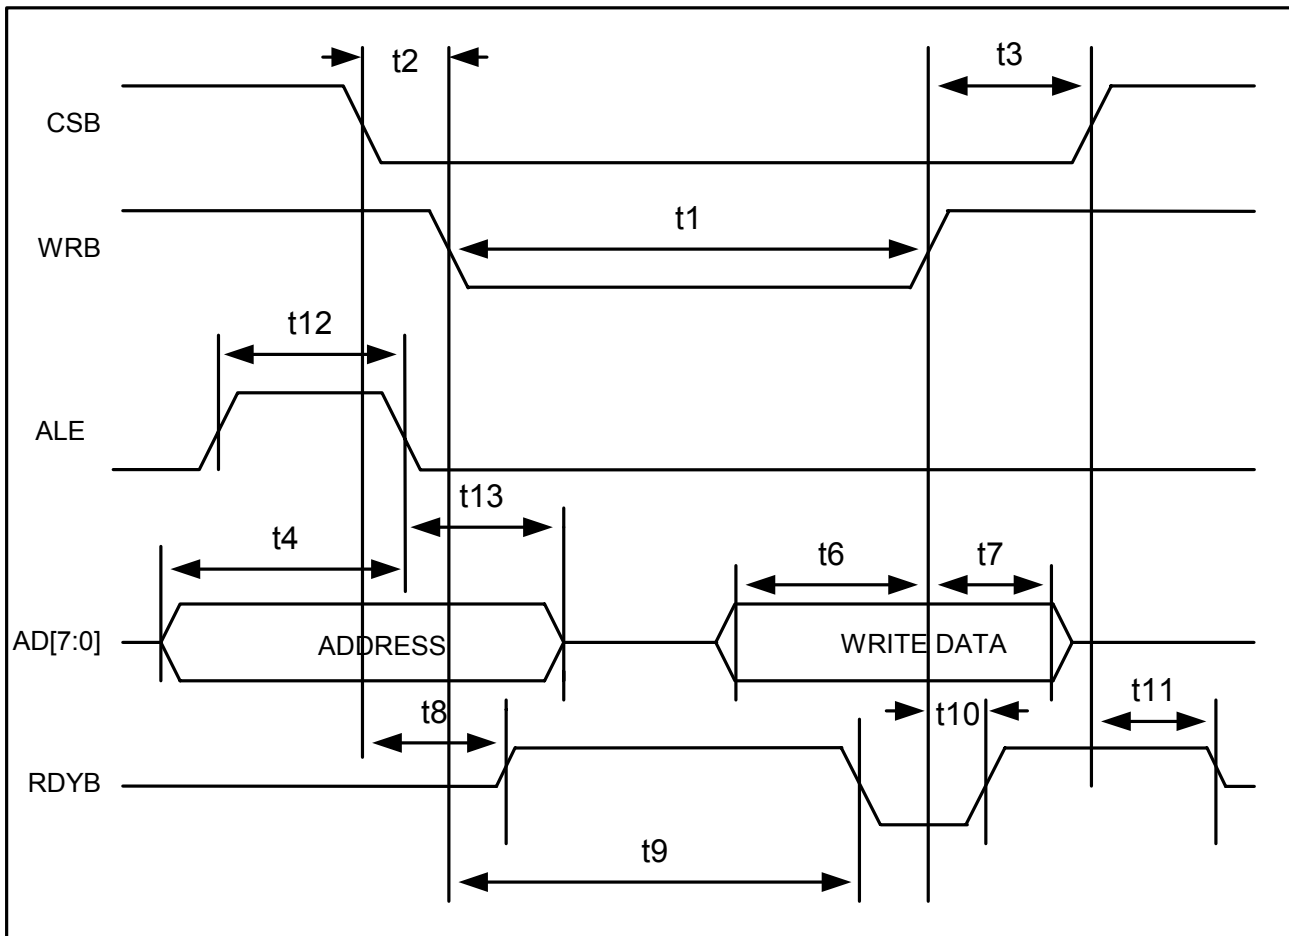 t2
t3
CSB
t1
WRB
t12
ALE
t13
t4
t6
t7
AD[7:0]
ADDRESS
WRITE DATA
t8
t10
t11
RDYB
t9